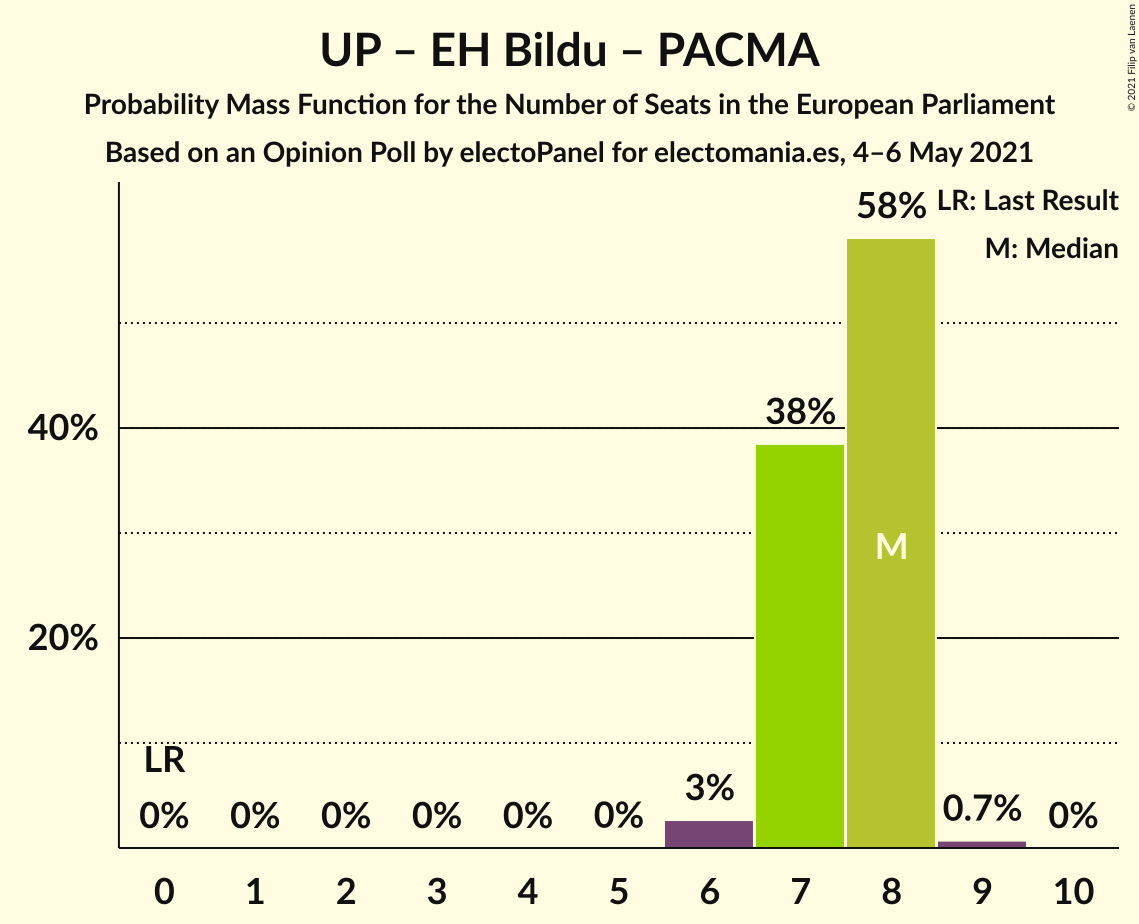 UP – EH Bildu – PACMA
Probability Mass Function for the Number of Seats in the European Parliament
Based on an Opinion Poll by electoPanel for electomania.es, 4–6 May 2021
© 2021 Filip van Laenen
LR: Last Result
M: Median
58%
40%
38%
M
20%
LR
0%
0%
0%
0%
0%
0%
3%
0.7%
0%
0 1 2 3 4 5 6 7 8 9 10